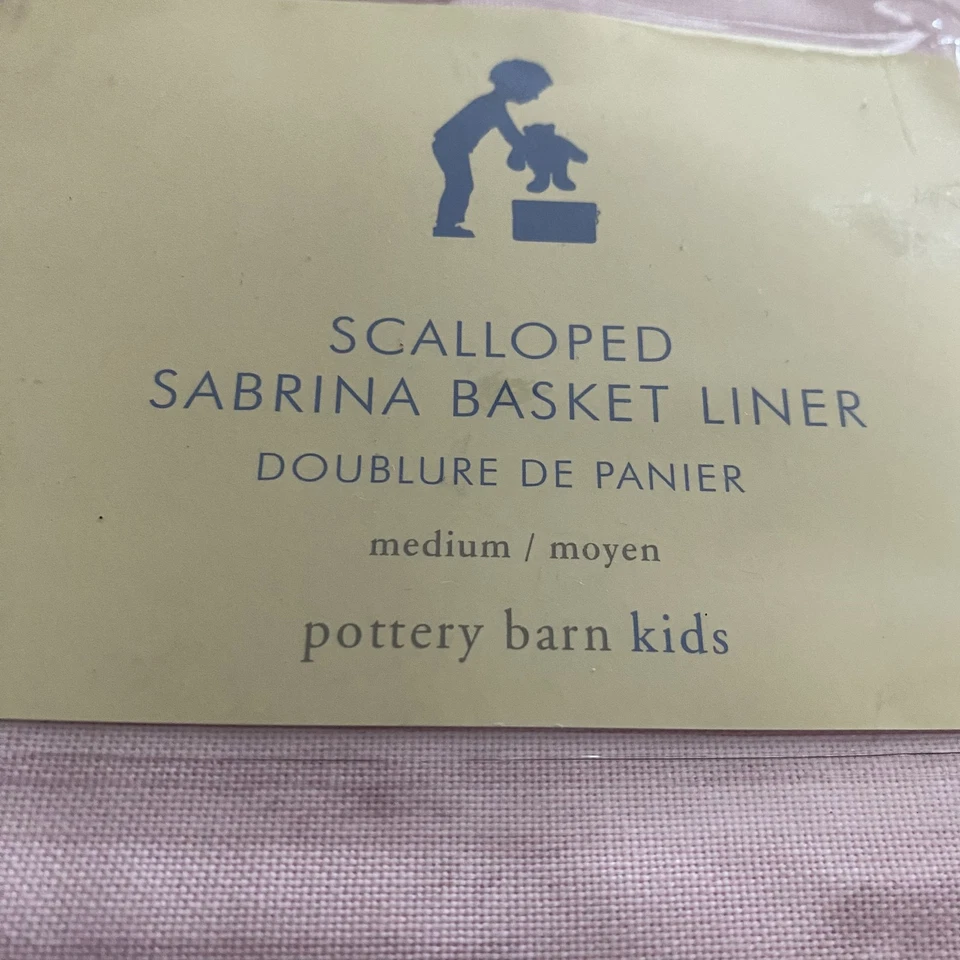 SCALLOPED
SABRINA BASKET LINER
DOUBLURE DE PANIER
medium / moyen
pottery barn kids